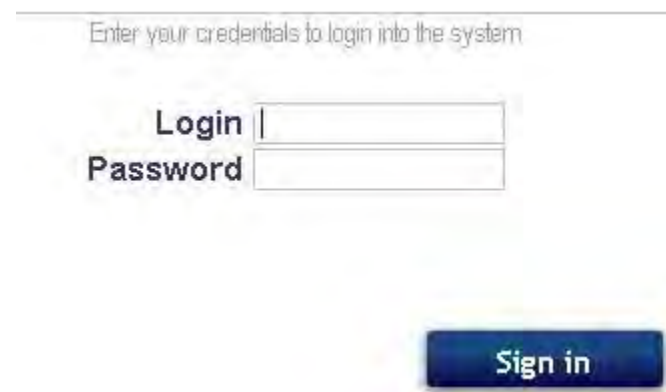 Enter your credentials to login into the system
Login
Password
Sign in